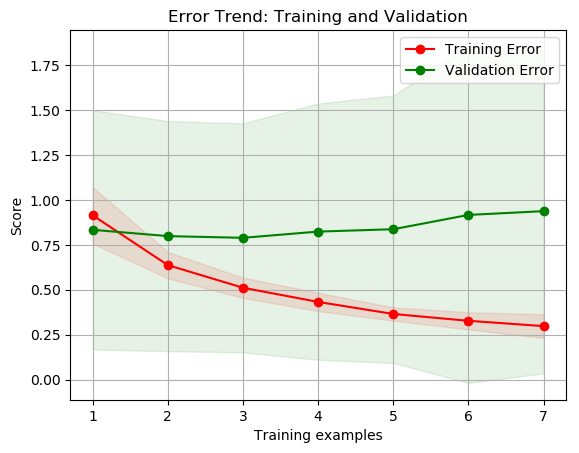 Error Trend: Training and Validation
Training Error
Validation Error
1.75
1.50
1.25
1.00
0.75
0.50
0.25
0.00
Score
1 2 3 4 5 6 7
Training examples